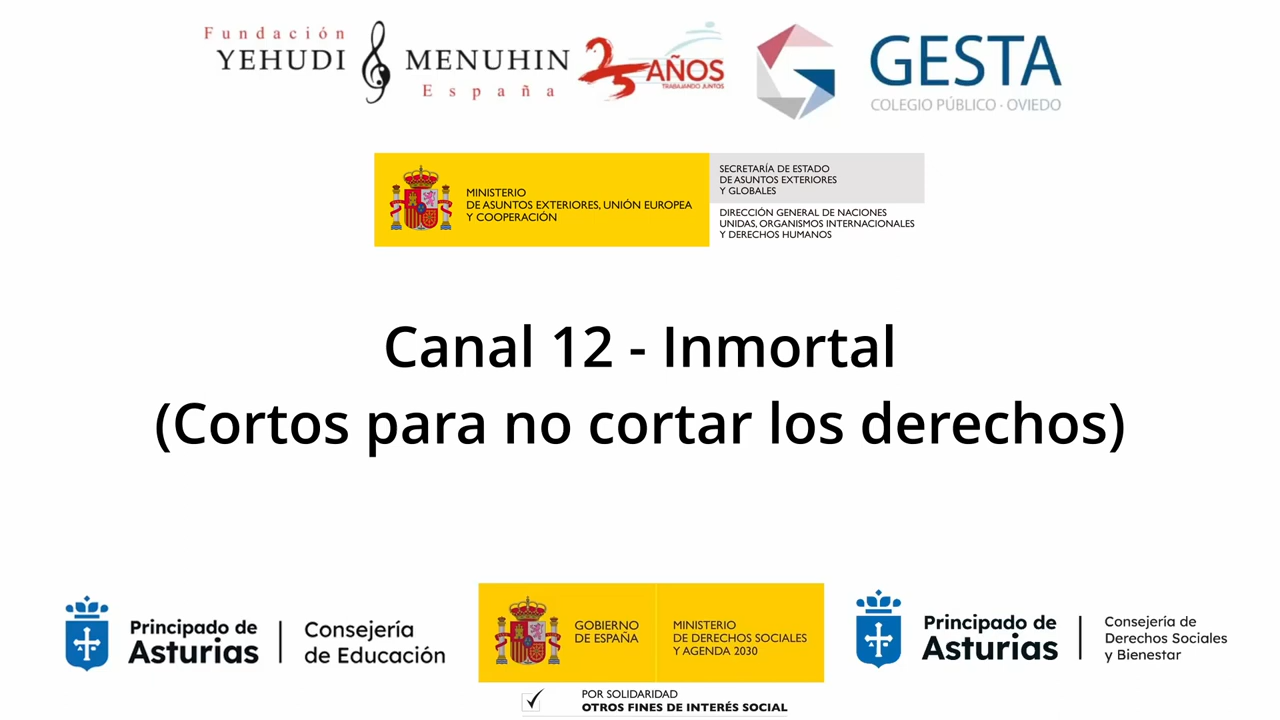 Fundación
YEHUDI MENUHIN
España
25 AÑOS
TRABAJANDO JUNTOS
GESTA
COLEGIO PÚBLICO · OVIEDO
MINISTERIO
DE ASUNTOS EXTERIORES, UNIÓN EUROPEA
Y COOPERACIÓN
SECRETARÍA DE ESTADO
DE ASUNTOS EXTERIORES
Y GLOBALES
DIRECCIÓN GENERAL DE NACIONES
UNIDAS, ORGANISMOS INTERNACIONALES
Y DERECHOS HUMANOS
Canal 12 - Inmortal
(Cortos para no cortar los derechos)
Principado de
Asturias
Consejería
de Educación
GOBIERNO
DE ESPAÑA
MINISTERIO
DE DERECHOS SOCIALES
Y AGENDA 2030
POR SOLIDARIDAD
OTROS FINES DE INTERÉS SOCIAL
Principado de
Asturias
Consejería de
Derechos Sociales
y Bienestar